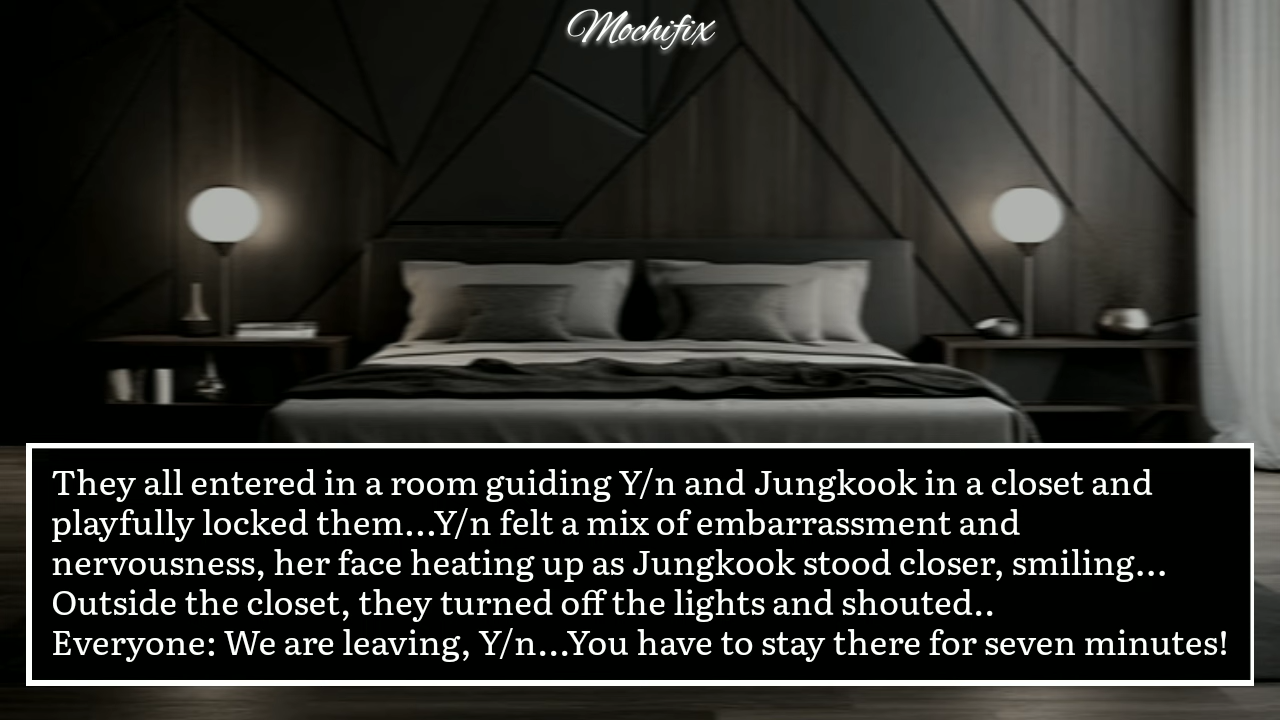 Mochifix
They all entered in a room guiding Y/n and Jungkook in a closet and
playfully locked them...Y/n felt a mix of embarrassment and
nervousness, her face heating up as Jungkook stood closer, smiling...
Outside the closet, they turned off the lights and shouted..
Everyone: We are leaving, Y/n...You have to stay there for seven minutes!